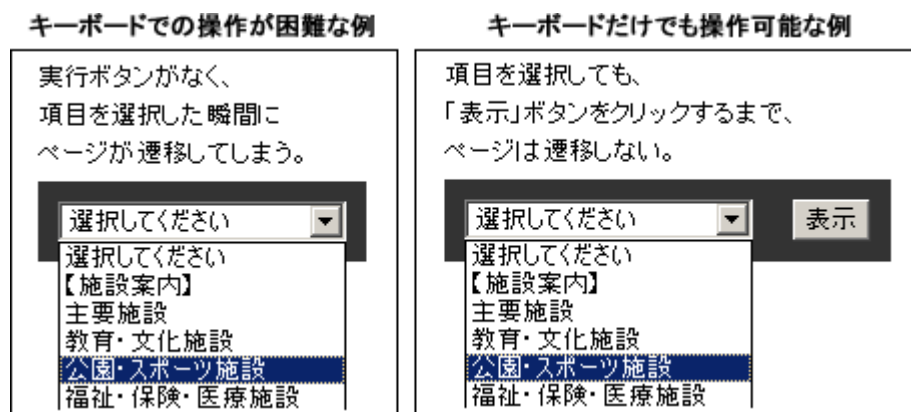 キーボードでの操作が困難な例
実行ボタンがなく、
項目を選択した瞬間に
ページが遷移してしまう。
選択してください
選択してください
【施設案内】
主要施設
教育・文化施設
公園・スポーツ施設
福祉・保険・医療施設
キーボードだけでも操作可能な例
項目を選択しても、
「表示」ボタンをクリックするまで、
ページは遷移しない。
選択してください
表示
選択してください
【施設案内】
主要施設
教育・文化施設
公園・スポーツ施設
福祉・保険・医療施設